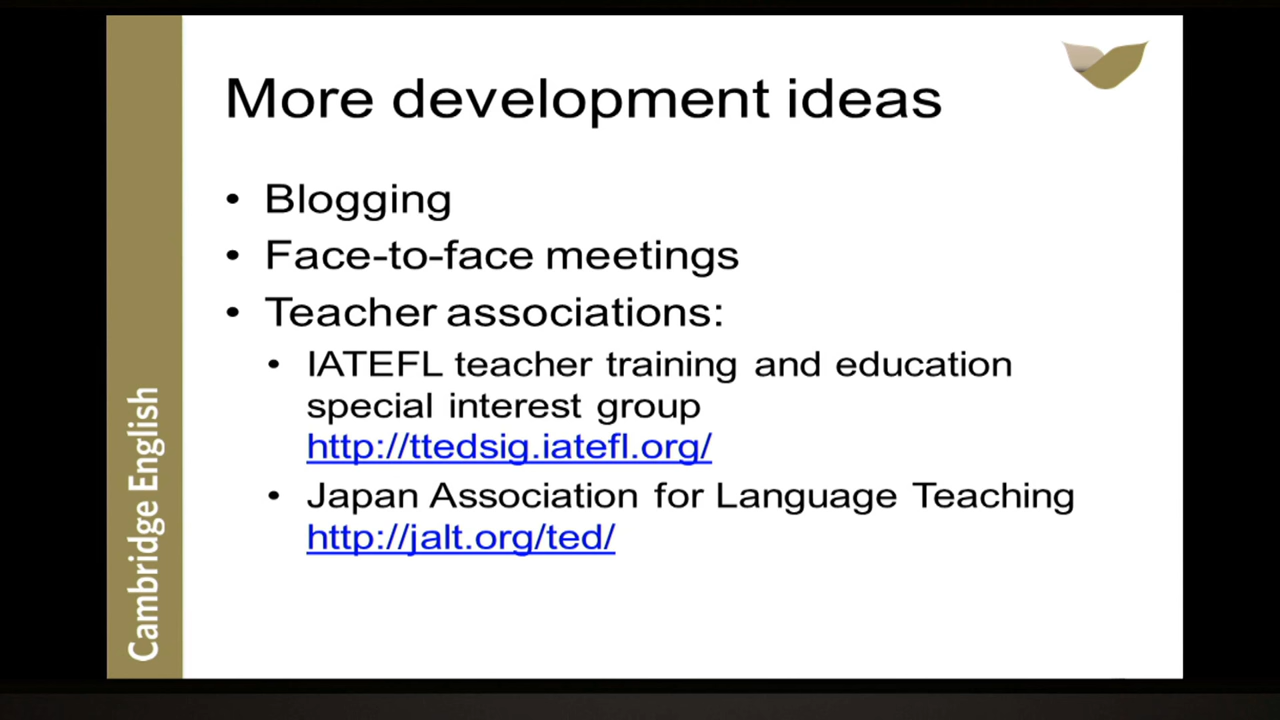 More development ideas
• Blogging
• Face-to-face meetings
• Teacher associations:
• IATEFL teacher training and education
special interest group
http://ttedsig.iatefl.org/
• Japan Association for Language Teaching
http://jalt.org/ted/
Cambridge English